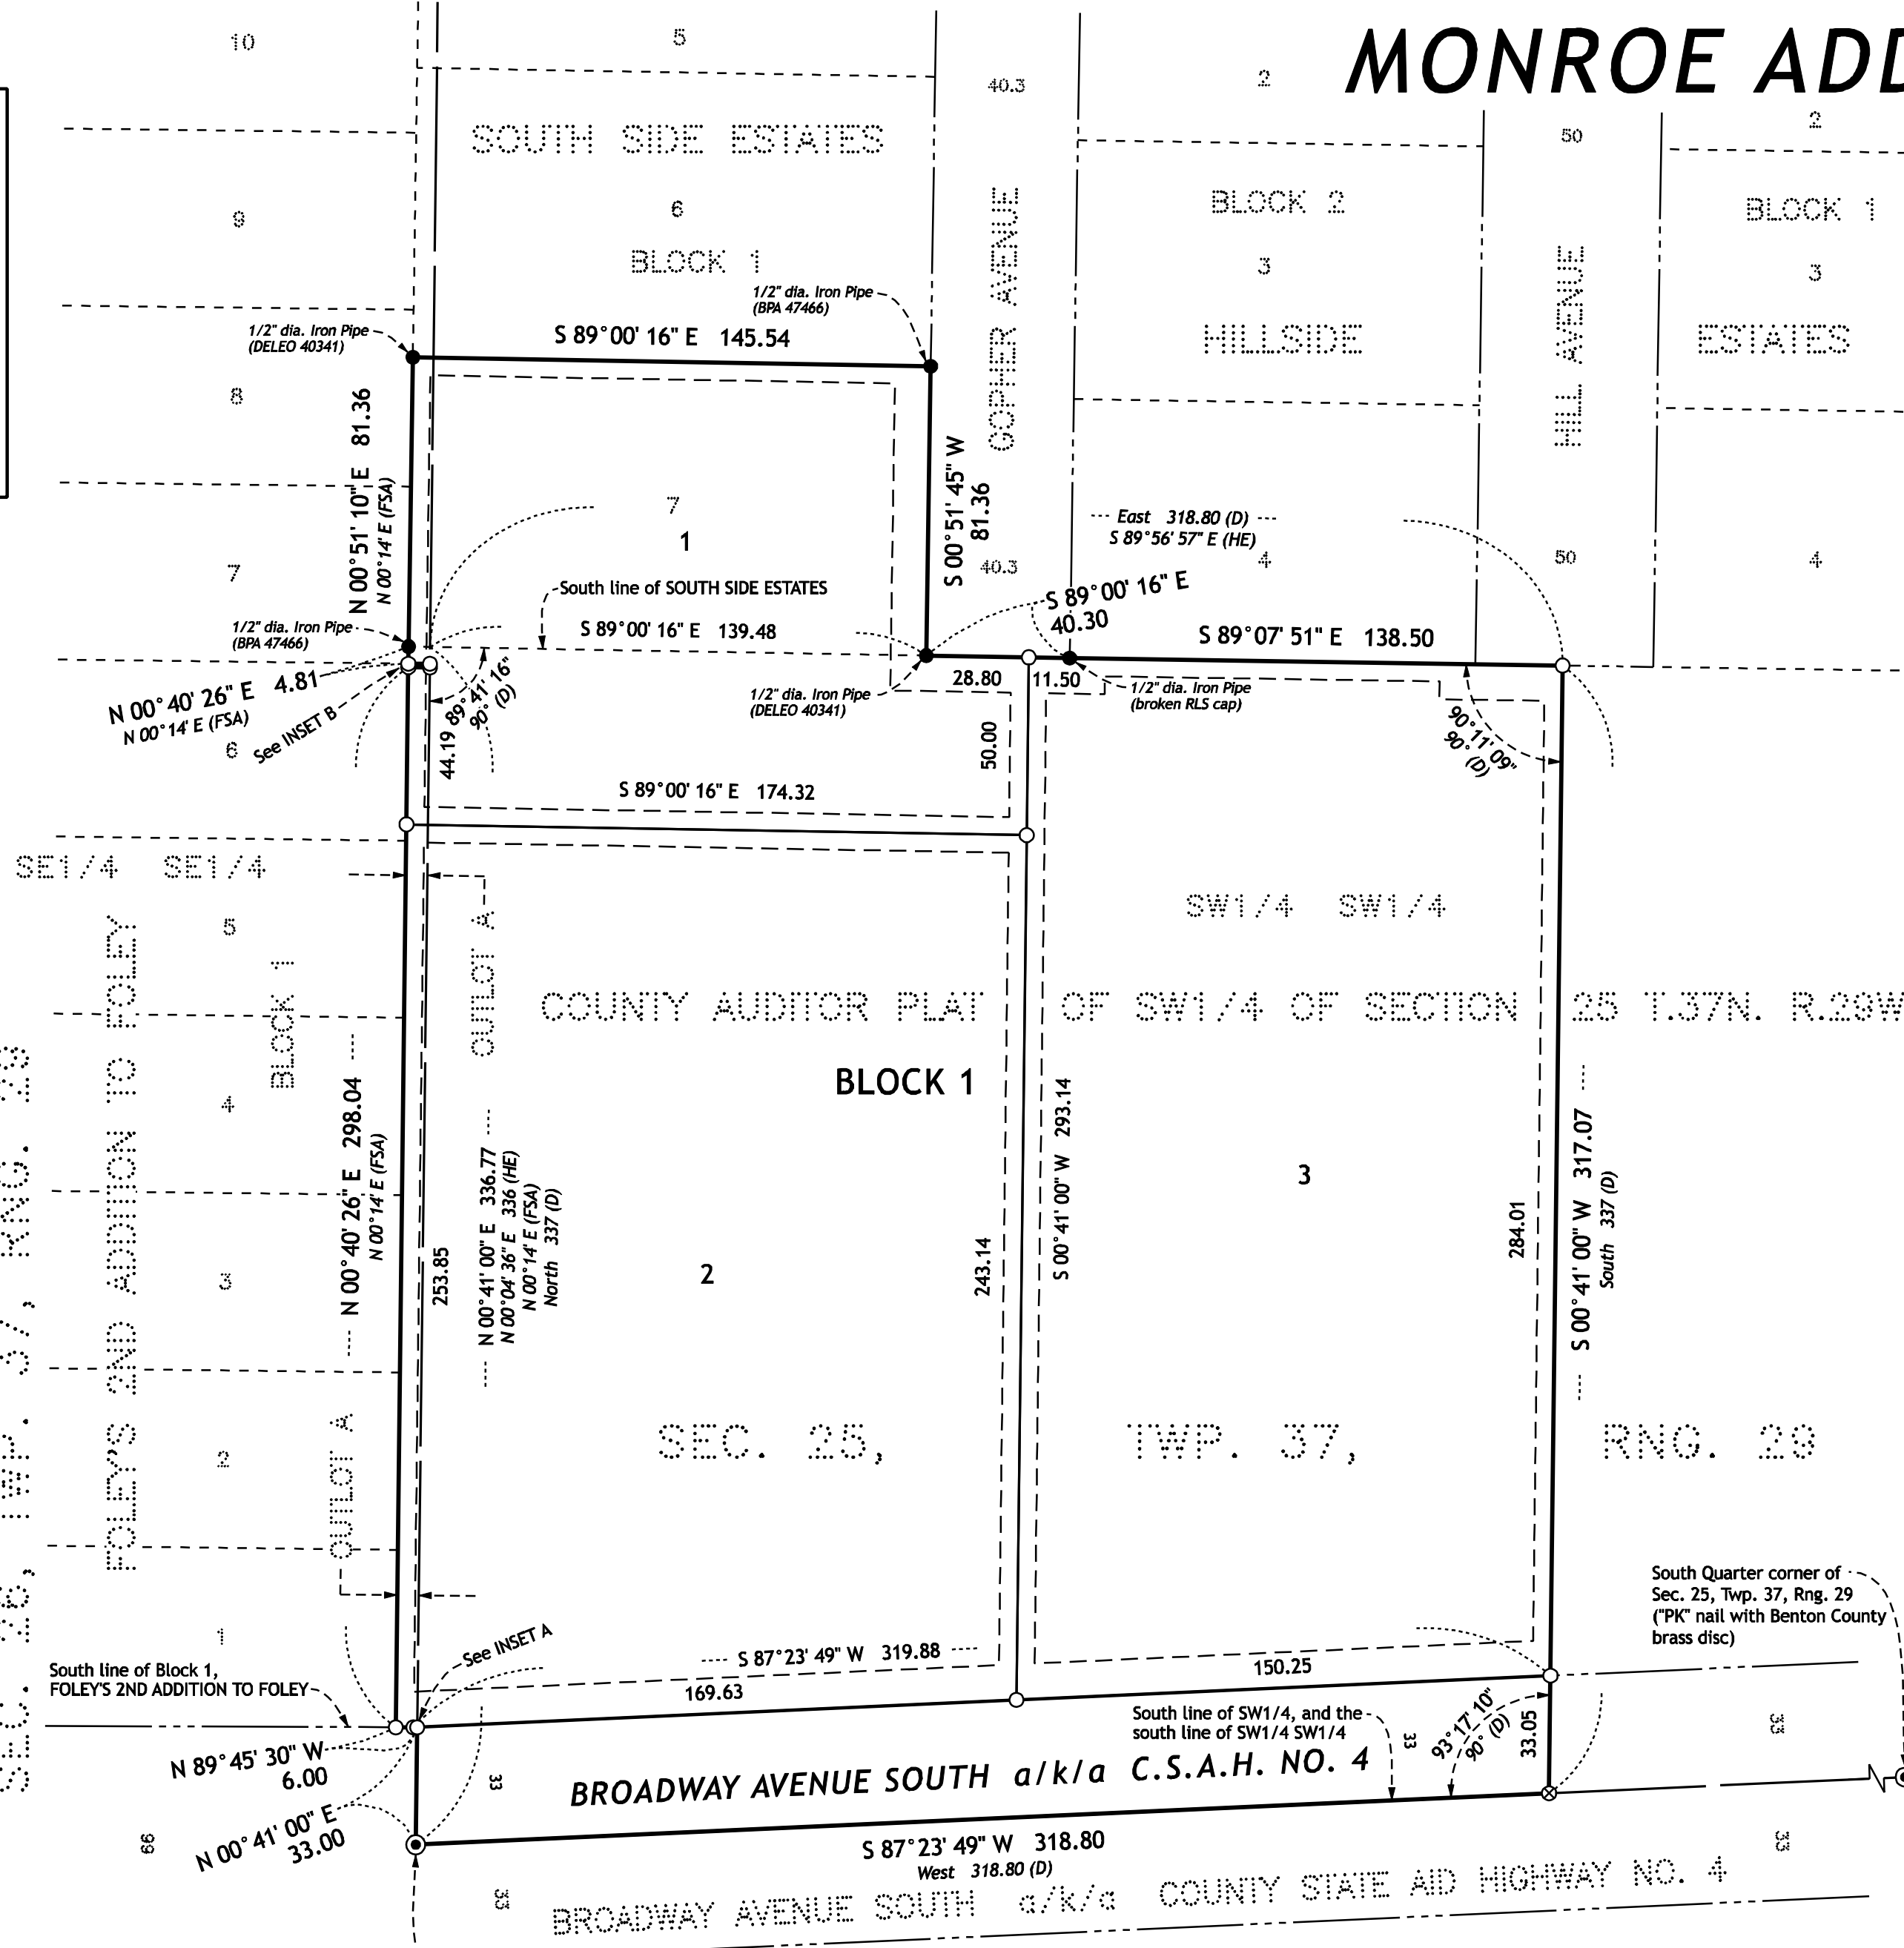 MONROE ADD
10
5
40.3
2
50
2
SOUTH SIDE ESTATES
9
6
BLOCK 1
GOPHER AVENUE
BLOCK 2
3
HILLSIDE
HILL AVENUE
BLOCK 1
3
ESTATES
1/2" dia. Iron Pipe
(BPA 47466)
1/2" dia. Iron Pipe
(DELEO 40341)
S 89°00' 16" E 145.54
8
N 00°51' 10" E 81.36
N 00°14' E (FSA)
S 00°51' 45" W
81.36
7
1
East 318.80 (D)
S 89°56' 57" E (HE)
40.3
4
50
4
7
South line of SOUTH SIDE ESTATES
S 89°00' 16" E
40.30
1/2" dia. Iron Pipe
(BPA 47466)
S 89°00' 16" E 139.48
S 89°07' 51" E 138.50
N 00°40' 26" E 4.81
N 00°14' E (FSA)
See INSET B
6
44.19
89°41' 16"
90° (D)
1/2" dia. Iron Pipe
(DELEO 40341)
28.80
11.50
1/2" dia. Iron Pipe
(broken RLS cap)
50.00
90°11'09"
90° (D)
S 89°00' 16" E 174.32
SE1/4 SE1/4
SW1/4 SW1/4
5
OUTLOT A
FOLEY'S 2ND ADDITION TO FOLEY
BLOCK 1
COUNTY AUDITOR PLAT OF SW1/4 OF SECTION 25 T.37N. R.29W
BLOCK 1
4
N 00°40' 26" E 298.04
N 00°14' E (FSA)
253.85
N 00°41' 00" E 336.77
N 00°04' 36" E 336 (HE)
N 00°14' E (FSA)
North 337 (D)
243.14
S 00°41' 00" W 293.14
3
284.01
S 00°41' 00" W 317.07
South 337 (D)
3
2
SEC. 26, TWP. 37, RNG. 29
SEC. 25, TWP. 37, RNG. 29
2
OUTLOT A
1
See INSET A
South Quarter corner of
Sec. 25, Twp. 37, Rng. 29
("PK" nail with Benton County
brass disc)
South line of Block 1,
FOLEY'S 2ND ADDITION TO FOLEY
S 87°23' 49" W 319.88
169.63
150.25
South line of SW1/4, and the
south line of SW1/4 SW1/4
33
93°17' 10"
90° (D)
33.05
33
N 89°45' 30" W
6.00
33
BROADWAY AVENUE SOUTH a/k/a C.S.A.H. NO. 4
N 00°41' 00" E
33.00
66
S 87°23' 49" W 318.80
West 318.80 (D)
33
33
BROADWAY AVENUE SOUTH a/k/a COUNTY STATE AID HIGHWAY NO. 4